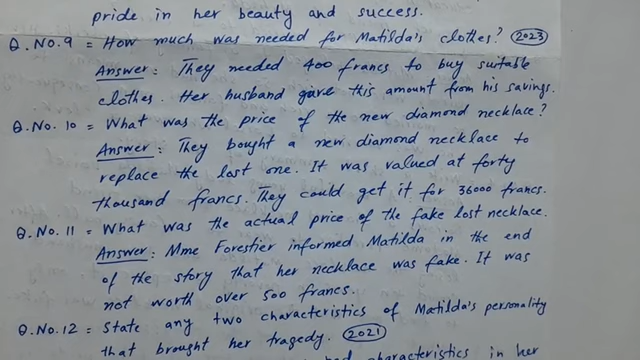 pride in her beauty and success.
Q.No.9 = How much was needed for Matilda's clothes? 2023
Answer: They needed 400 francs to buy suitable
clothes. Her husband gave this amount from his savings.
Q.No. 10 = What was the price of the new diamond necklace?
Answer: They bought a new diamond necklace to
replace the lost one. It was valued at forty
thousand francs. They could get it for 36000 francs.
Q.No. 11 = What was the actual price of the fake lost necklace.
Answer: Mme Forestier informed Matilda in the end
of the story that her necklace was fake. It was
not worth over 500 francs.
Q.No.12 = State any two characteristics of Matilda's personality
that brought her tragedy. 2021
characteristics in her